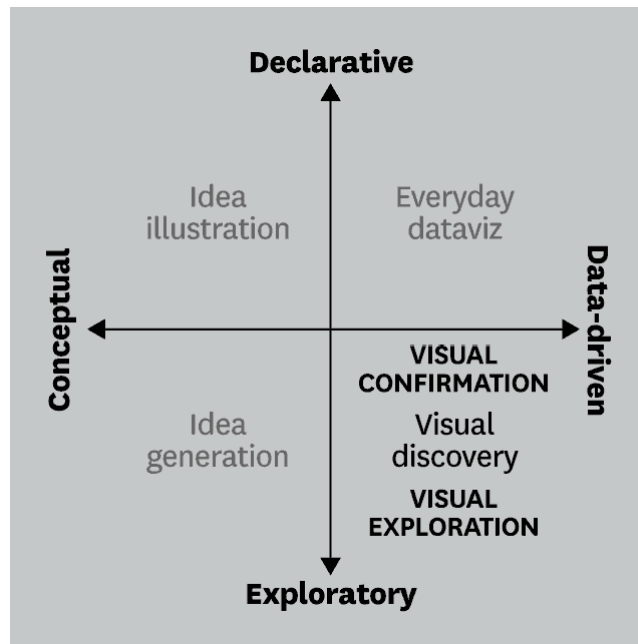 Declarative
Idea
illustration
Everyday
dataviz
Conceptual
Data-driven
VISUAL
CONFIRMATION
Idea
generation
Visual
discovery
VISUAL
EXPLORATION
Exploratory